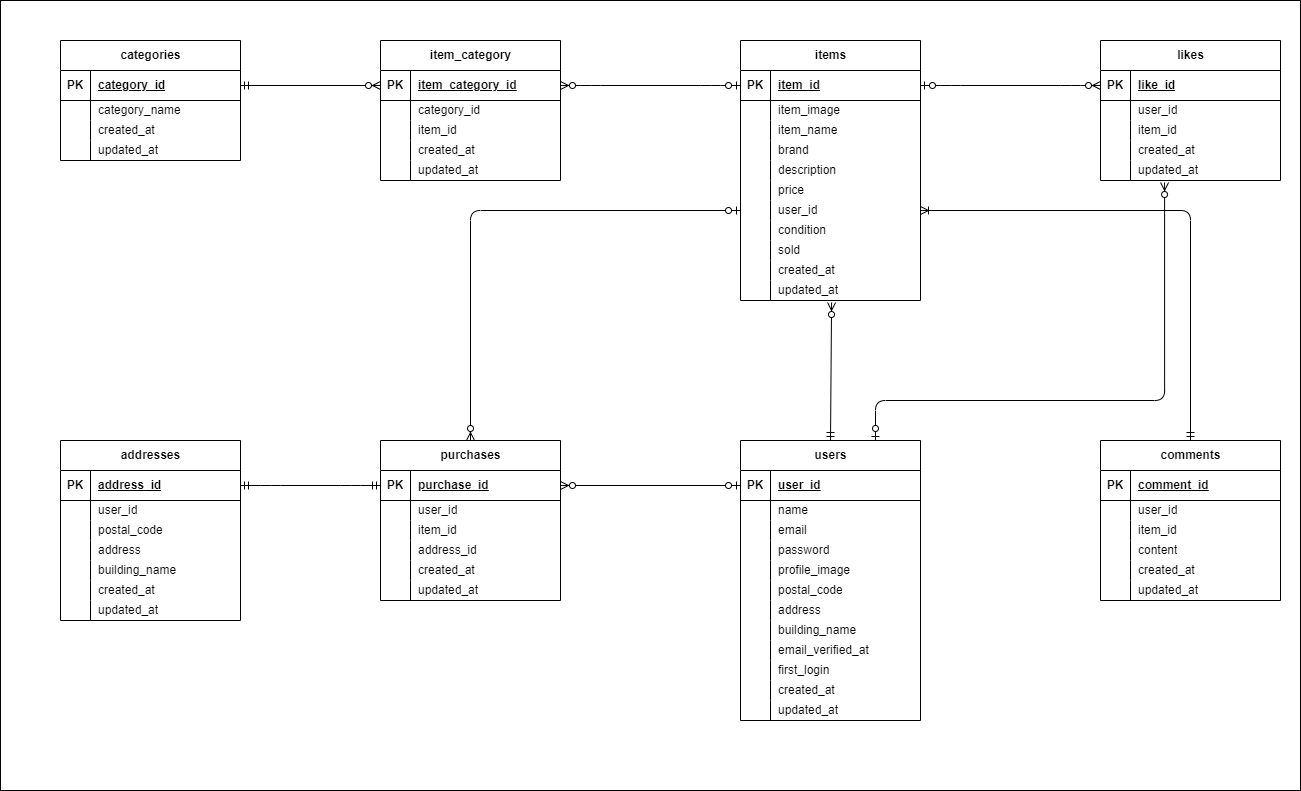 categories
PK category_id
category_name
created_at
updated_at
item_category
PK item_category_id
category_id
item_id
created_at
updated_at
items
PK item_id
item_image
item_name
brand
description
price
user_id
condition
sold
created_at
updated_at
likes
PK like_id
user_id
item_id
created_at
updated_at
addresses
PK address_id
user_id
postal_code
address
building_name
created_at
updated_at
purchases
PK purchase_id
user_id
item_id
address_id
created_at
updated_at
users
PK user_id
name
email
password
profile_image
postal_code
address
building_name
email_verified_at
first_login
created_at
updated_at
comments
PK comment_id
user_id
item_id
content
created_at
updated_at